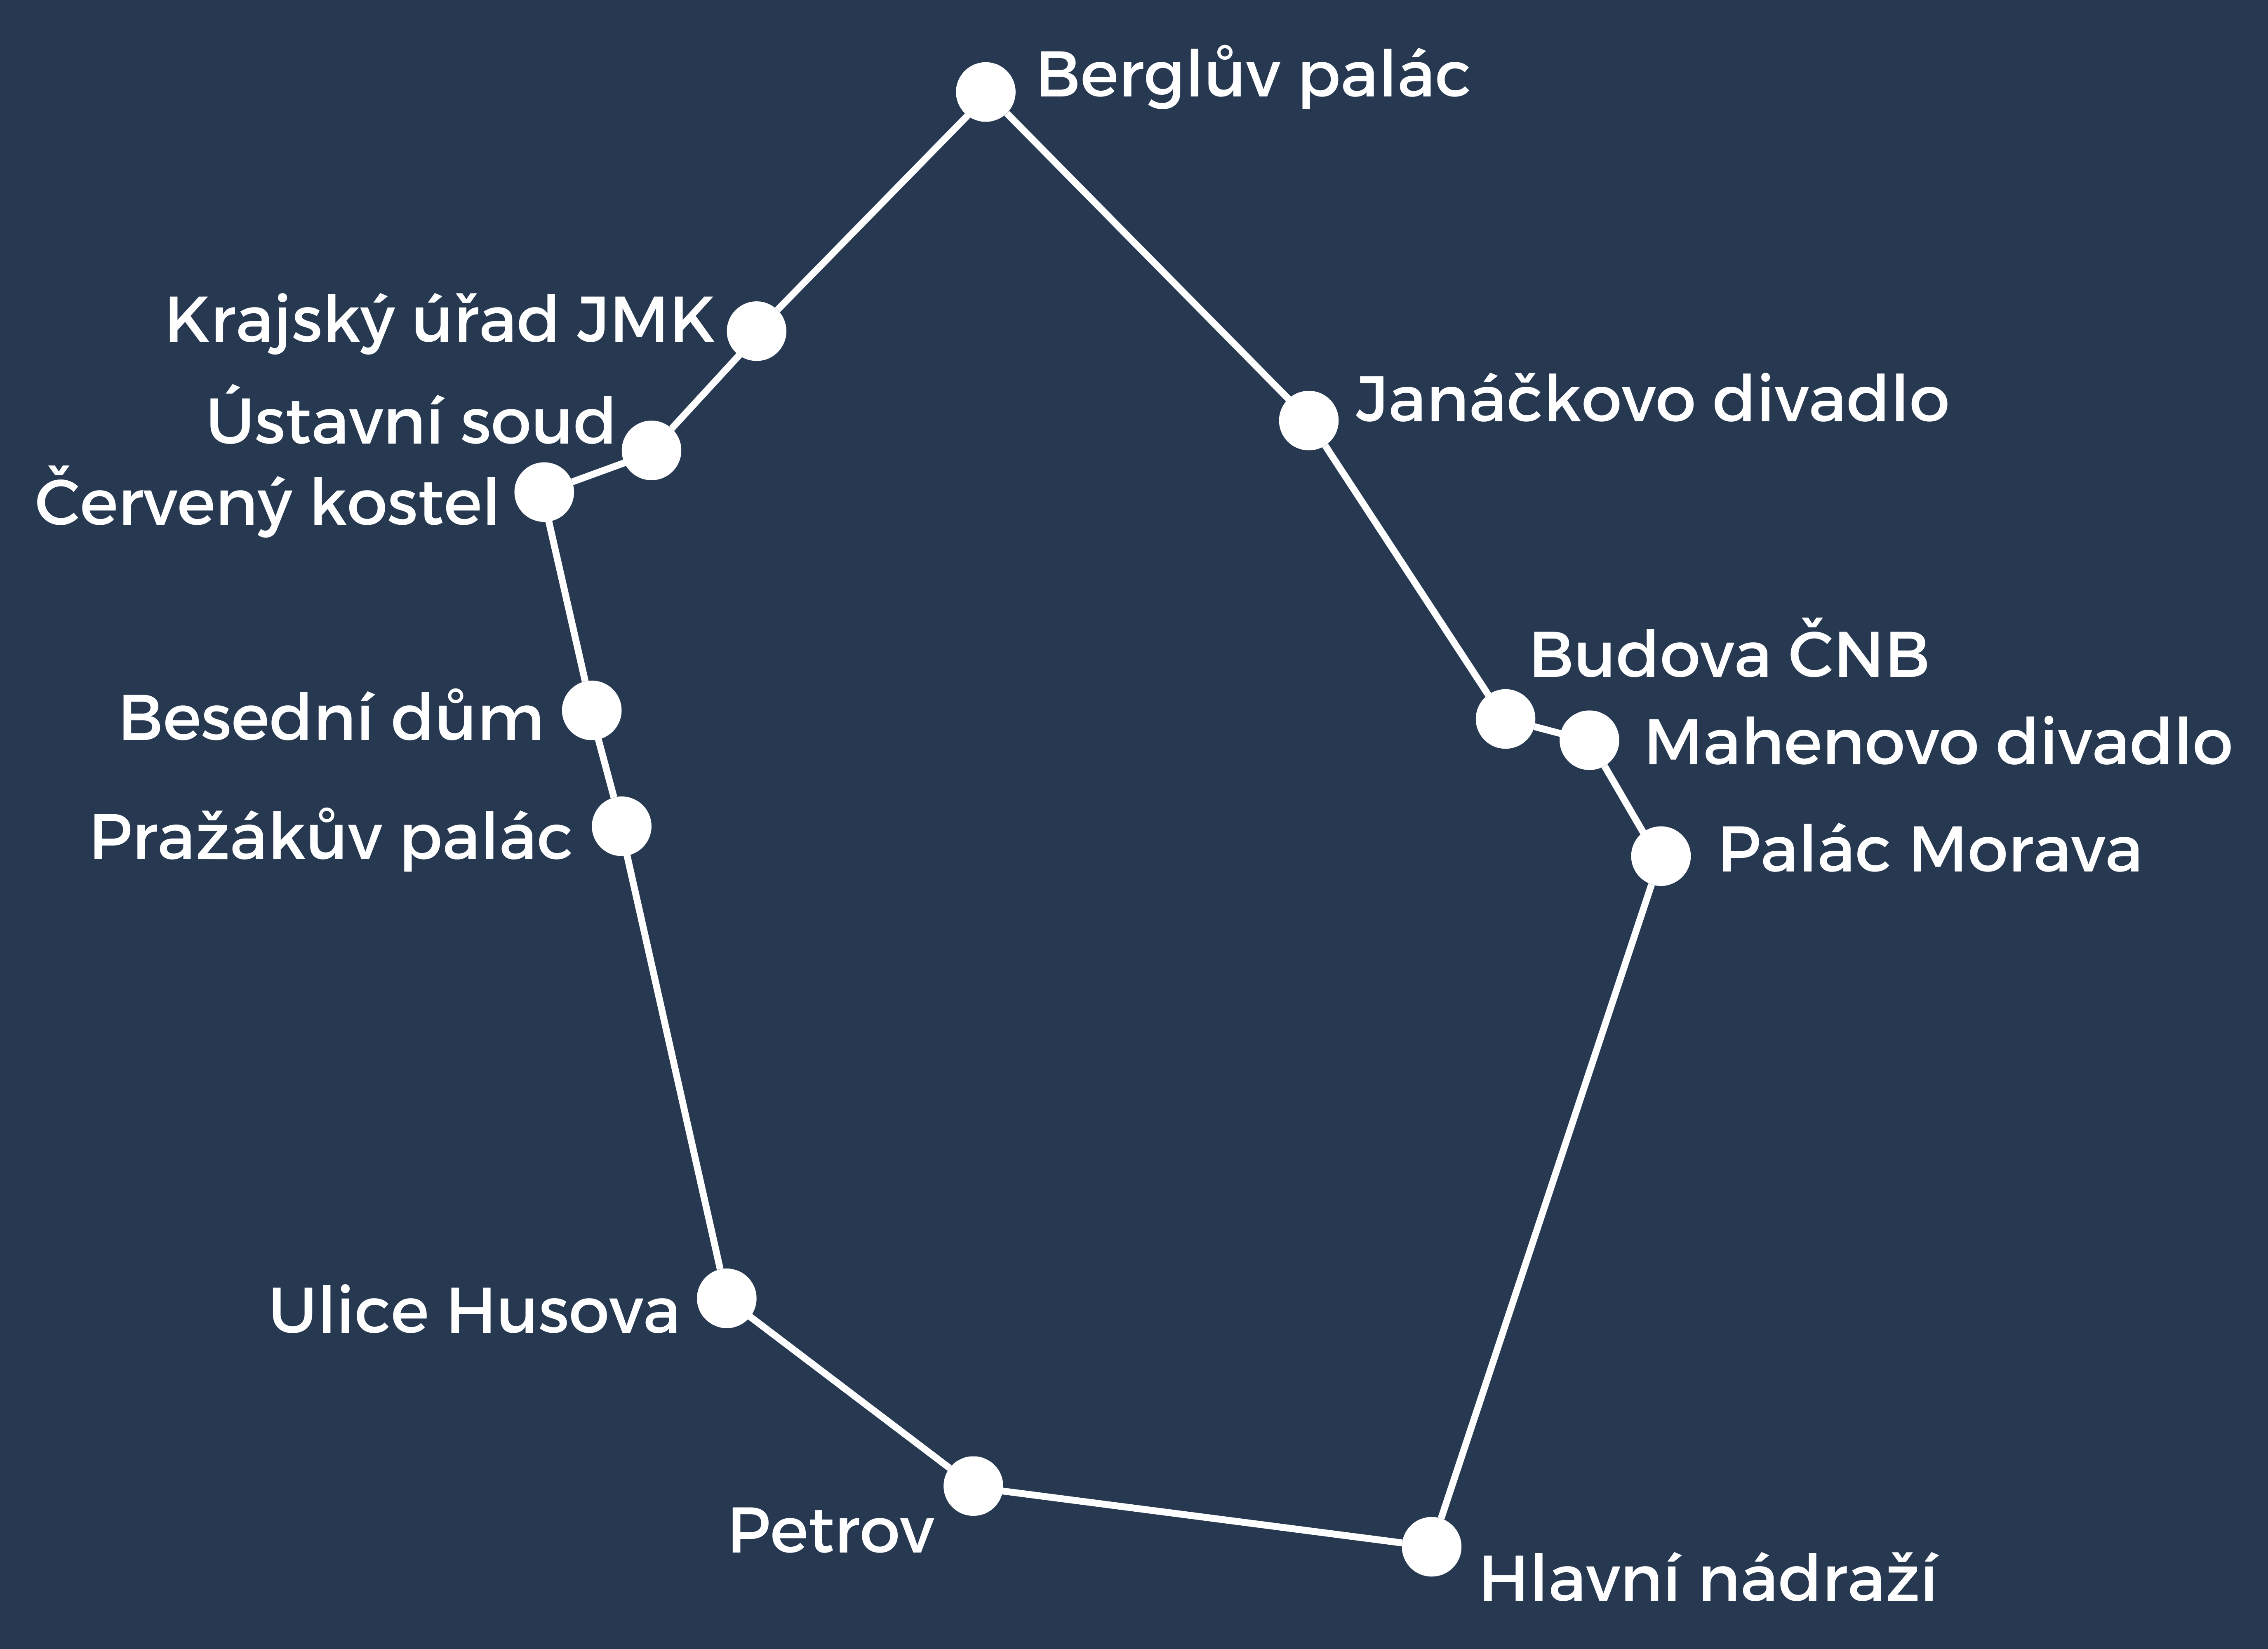 Berglův palác
Krajský úřad JMK
Janáčkovo divadlo
Ústavní soud
Červený kostel
Budova ČNB
Besední dům
Mahenovo divadlo
Pražákův palác
Palác Morava
Ulice Husova
Petrov
Hlavní nádraží